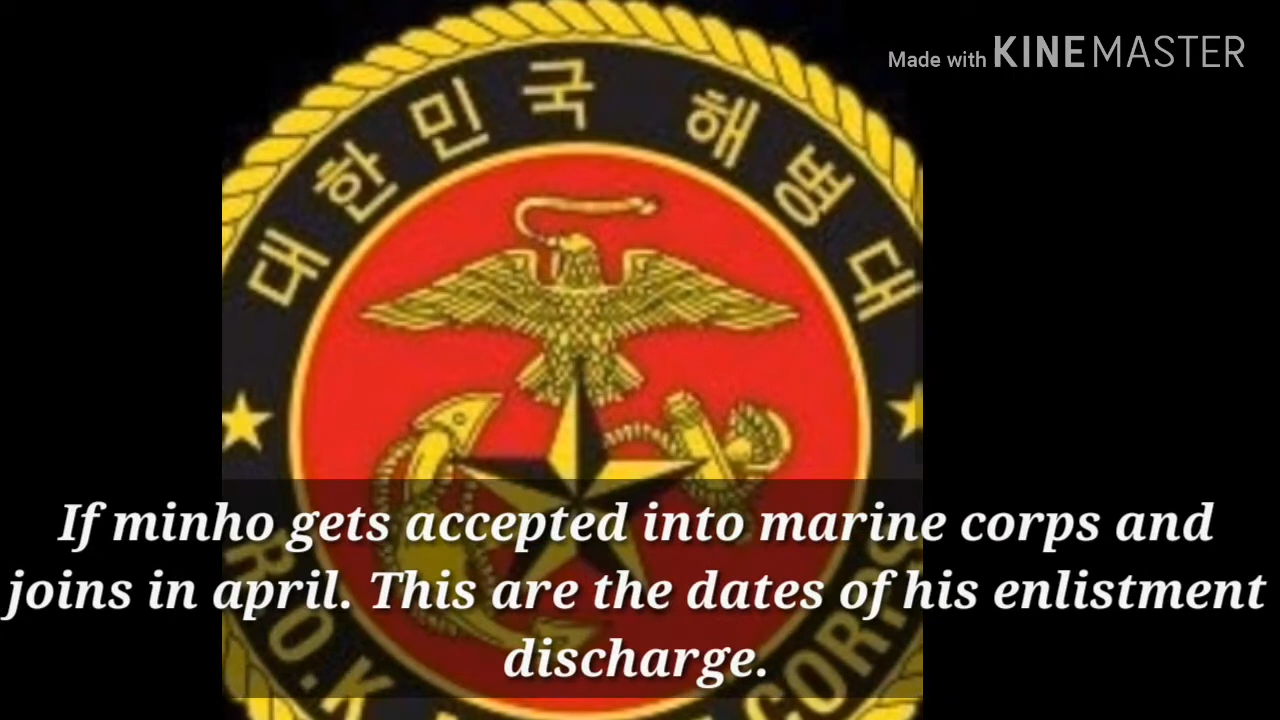 Made with KINEMASTER
대한민국 해병대
If minho gets accepted into marine corps and
joins in april. This are the dates of his enlistment
discharge.
R.O.K CORPS